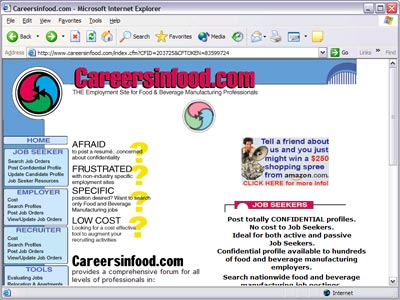 Careersinfood.com - Microsoft Internet Explorer
File Edit View Favorites Tools Help
Back Search Favorites
Address http://www.careersinfood.com/index.cfm?CFID=203725&CFTOKEN=83599724 Go Links
Careersinfood.com
THE Employment Site for Food & Beverage Manufacturing Professionals
HOME
JOB SEEKER
Search Job Orders
Post Confidential Profile
Update Candidate Profile
Job Seeker Resources
EMPLOYER
Cost
Search Profiles
Post Job Orders
View/Update Job Orders
RECRUITER
Cost
Search Profiles
Post Job Orders
View/Update Job Orders
TOOLS
Evaluating Jobs
Relocation & Apartments
AFRAID
to post a resume...concerned
about confidentiality
?
FRUSTRATED
with non-industry specific
employment sites
?
SPECIFIC
position desired? Want to search
only Food and Beverage
Manufacturing jobs
?
LOW COST
Looking for a cost effective
tool to augment your
recruiting activities
?
Careersinfood.com
provides a comprehensive forum for all
levels of professionals in:
Tell a friend about
us and you just
might win a $250
shopping spree
from amazon.com.
CLICK HERE for more info!
JOB SEEKERS
Post totally CONFIDENTIAL profiles.
No cost to Job Seekers.
Ideal for both active and passive
Job Seekers.
Confidential profile available to hundreds
of food and beverage manufacturing
employers.
Search nationwide food and beverage
manufacturing job postings
Internet